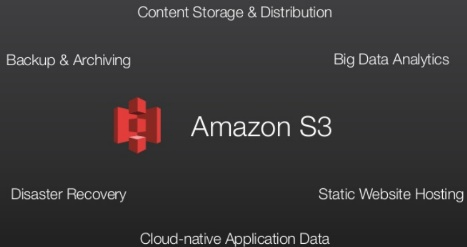 Content Storage & Distribution
Backup & Archiving
Big Data Analytics
Amazon S3
Disaster Recovery
Static Website Hosting
Cloud-native Application Data